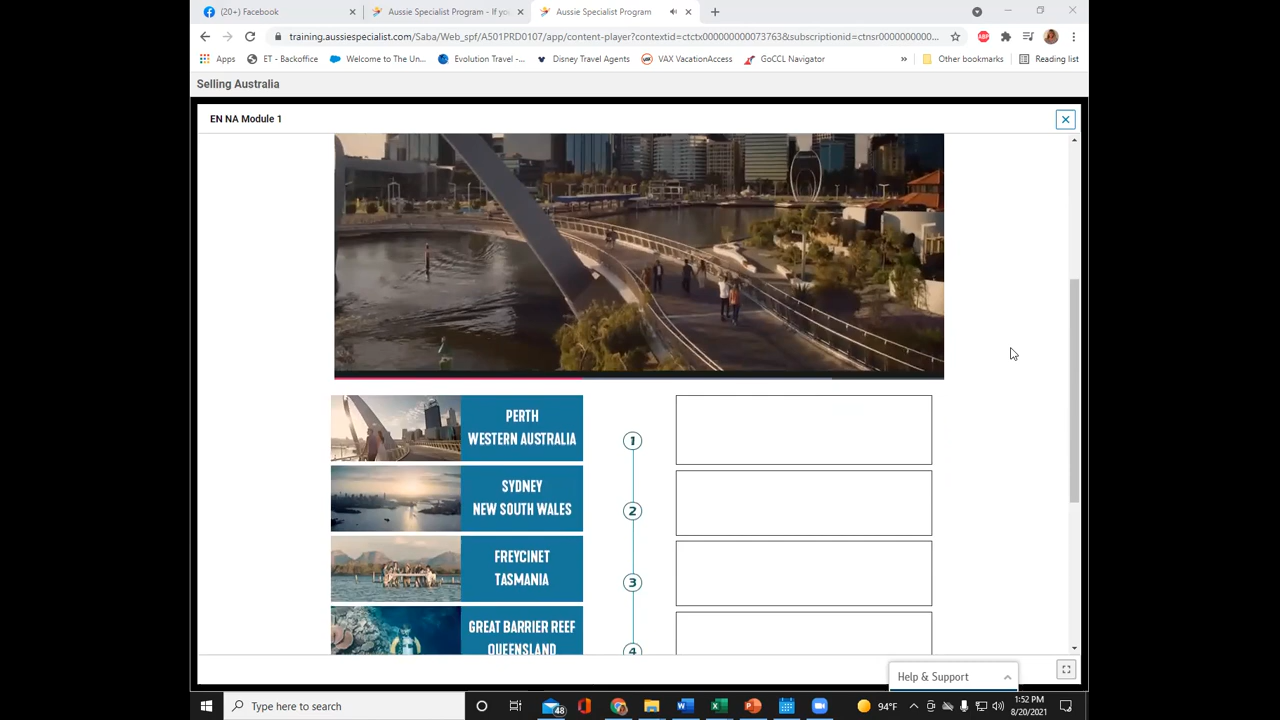 (20+) Facebook
Aussie Specialist Program - If you
Aussie Specialist Program
training.aussiespecialist.com/Saba/Web_spf/A501PRD0107/app/content-player?contextid=ctctx000000000073763&subscriptionid=ctnsr0000000000...
Apps
ET - Backoffice
Welcome to The Un...
Evolution Travel -...
Disney Travel Agents
VAX VacationAccess
GoCCL Navigator
»
Other bookmarks
Reading list
Selling Australia
EN NA Module 1
PERTH
WESTERN AUSTRALIA
1
SYDNEY
NEW SOUTH WALES
2
FREYCINET
TASMANIA
3
GREAT BARRIER REEF
QUEENSLAND
4
Help & Support
Type here to search
48
94°F
1:52 PM
8/20/2021